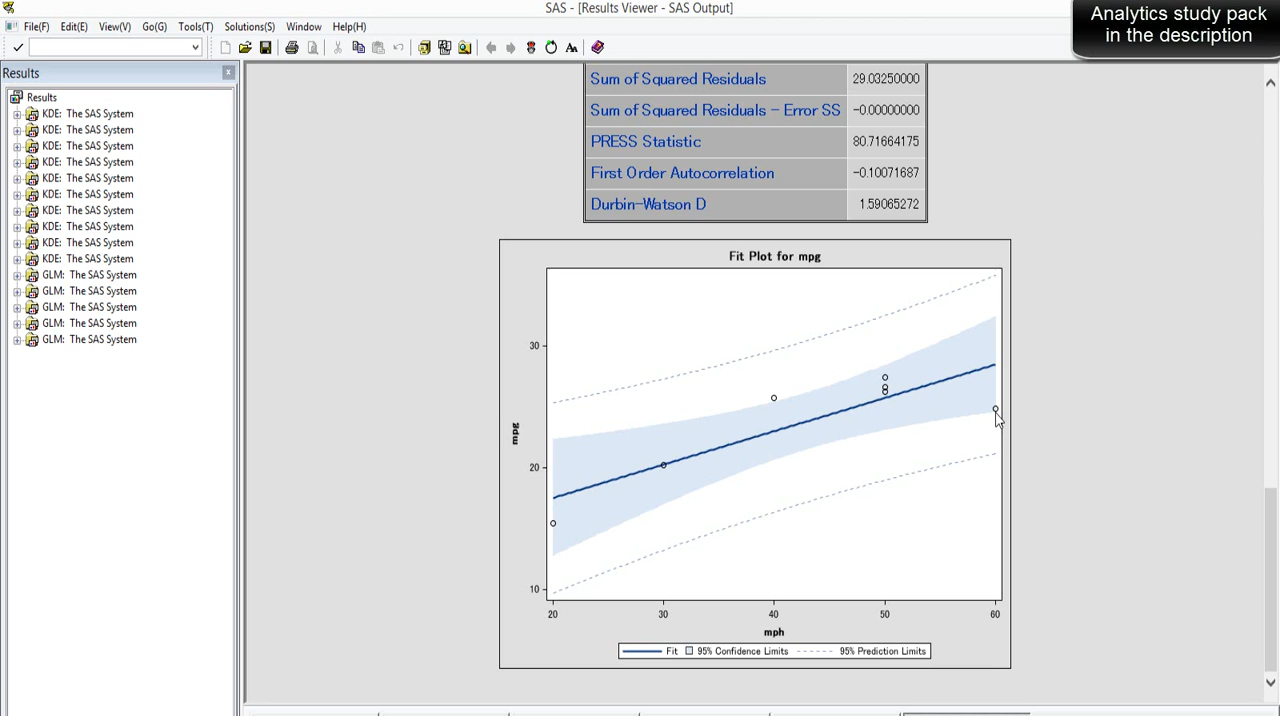 SAS - [Results Viewer - SAS Output]
Analytics study pack
in the description
File(F) Edit(E) View(V) Go(G) Tools(T) Solutions(S) Window Help(H)
Results
Results
KDE: The SAS System
KDE: The SAS System
KDE: The SAS System
KDE: The SAS System
KDE: The SAS System
KDE: The SAS System
KDE: The SAS System
KDE: The SAS System
KDE: The SAS System
KDE: The SAS System
GLM: The SAS System
GLM: The SAS System
GLM: The SAS System
GLM: The SAS System
GLM: The SAS System
Sum of Squared Residuals 29.03250000
Sum of Squared Residuals - Error SS -0.00000000
PRESS Statistic 80.71664175
First Order Autocorrelation -0.10071687
Durbin-Watson D 1.59065272
Fit Plot for mpg
30
20
10
mpg
20 30 40 50 60
mph
Fit 95% Confidence Limits 95% Prediction Limits